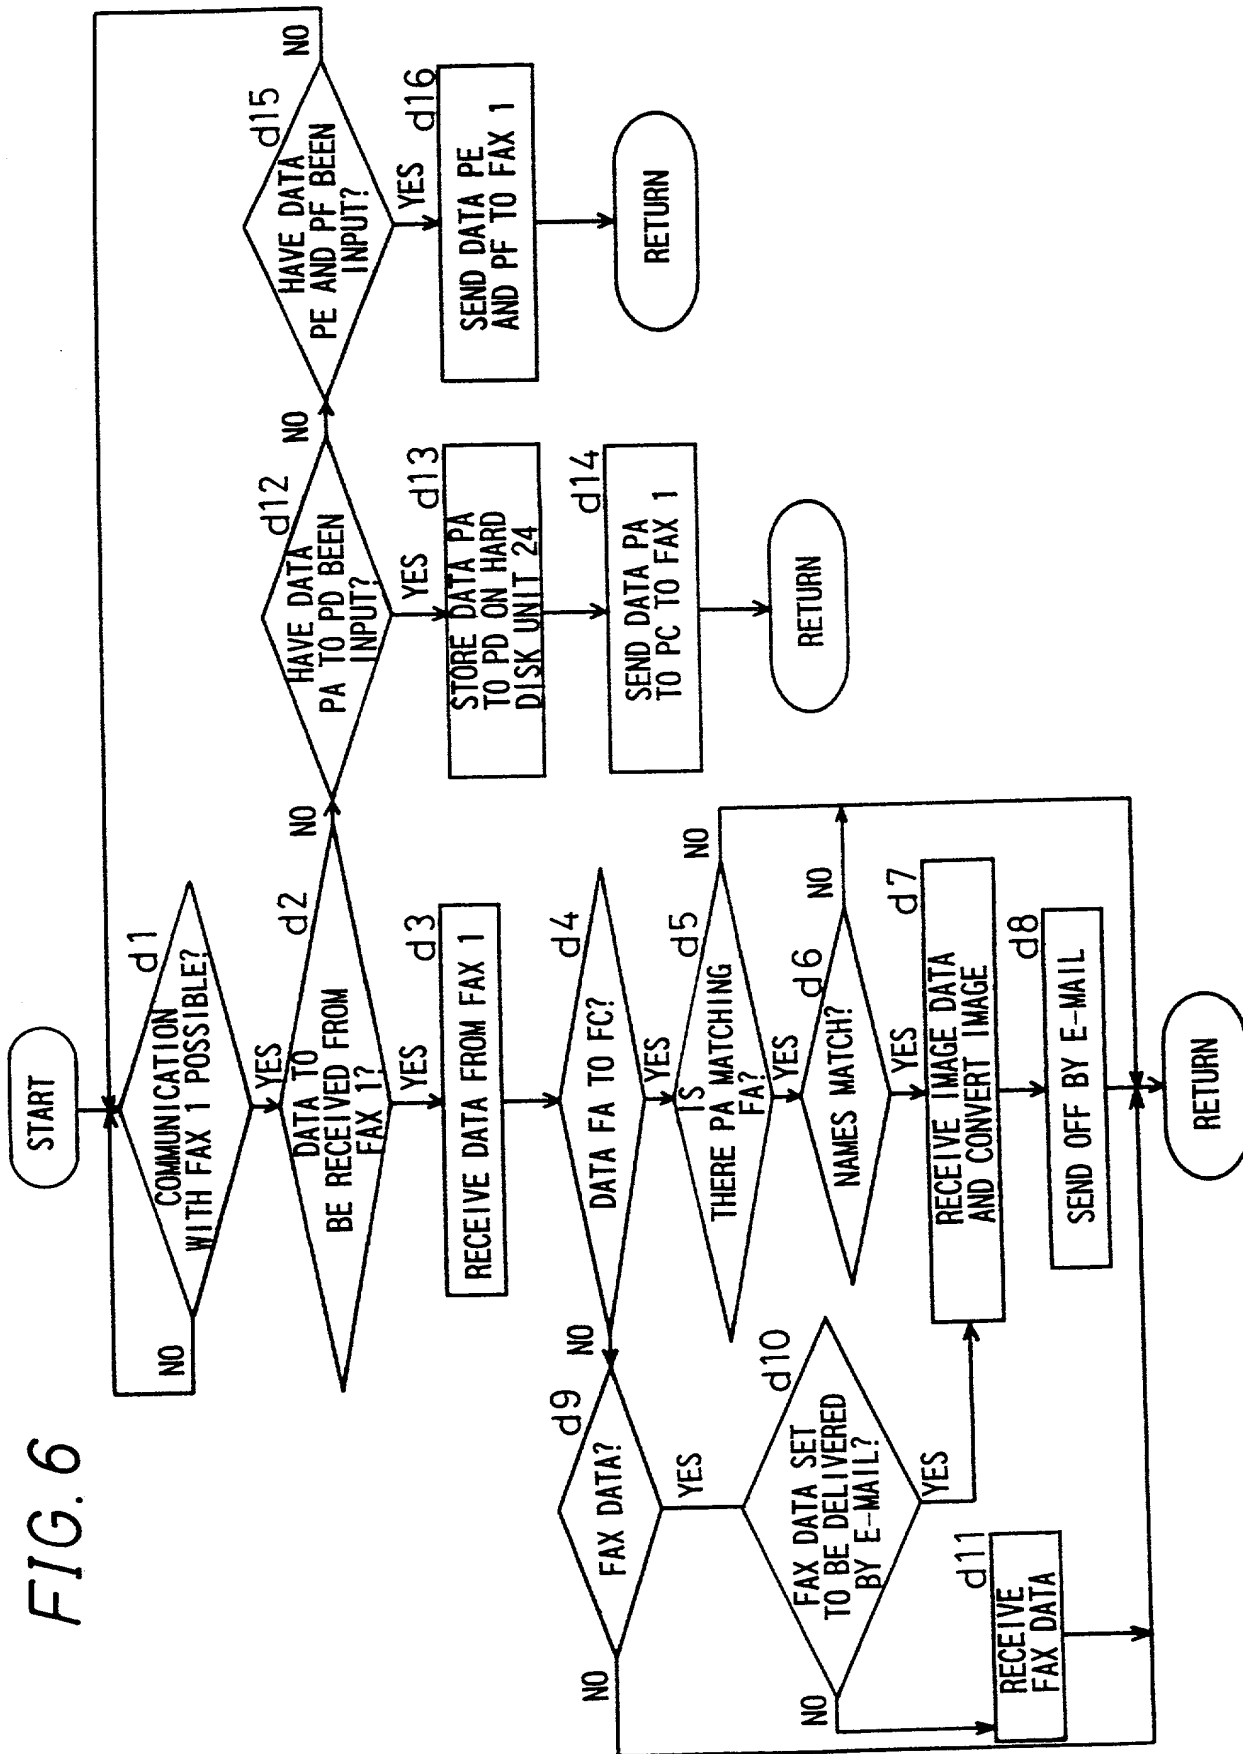 FIG. 6
START
d1
COMMUNICATION
WITH FAX 1 POSSIBLE?
NO
YES
d2
DATA TO
BE RECEIVED FROM
FAX 1?
NO
YES
d3
RECEIVE DATA FROM FAX 1
d4
DATA FA TO FC?
NO
YES
d5
IS
THERE PA MATCHING
FA?
NO
YES
d6
NAMES MATCH?
NO
YES
d7
RECEIVE IMAGE DATA
AND CONVERT IMAGE
d8
SEND OFF BY E-MAIL
RETURN
d9
FAX DATA?
NO
YES
d10
FAX DATA SET
TO BE DELIVERED
BY E-MAIL?
NO
YES
d11
RECEIVE
FAX DATA
d12
HAVE DATA
PA TO PD BEEN
INPUT?
NO
YES
d13
STORE DATA PA
TO PD ON HARD
DISK UNIT 24
d14
SEND DATA PA
TO PC TO FAX 1
RETURN
d15
HAVE DATA
PE AND PF BEEN
INPUT?
NO
YES
d16
SEND DATA PE
AND PF TO FAX 1
RETURN